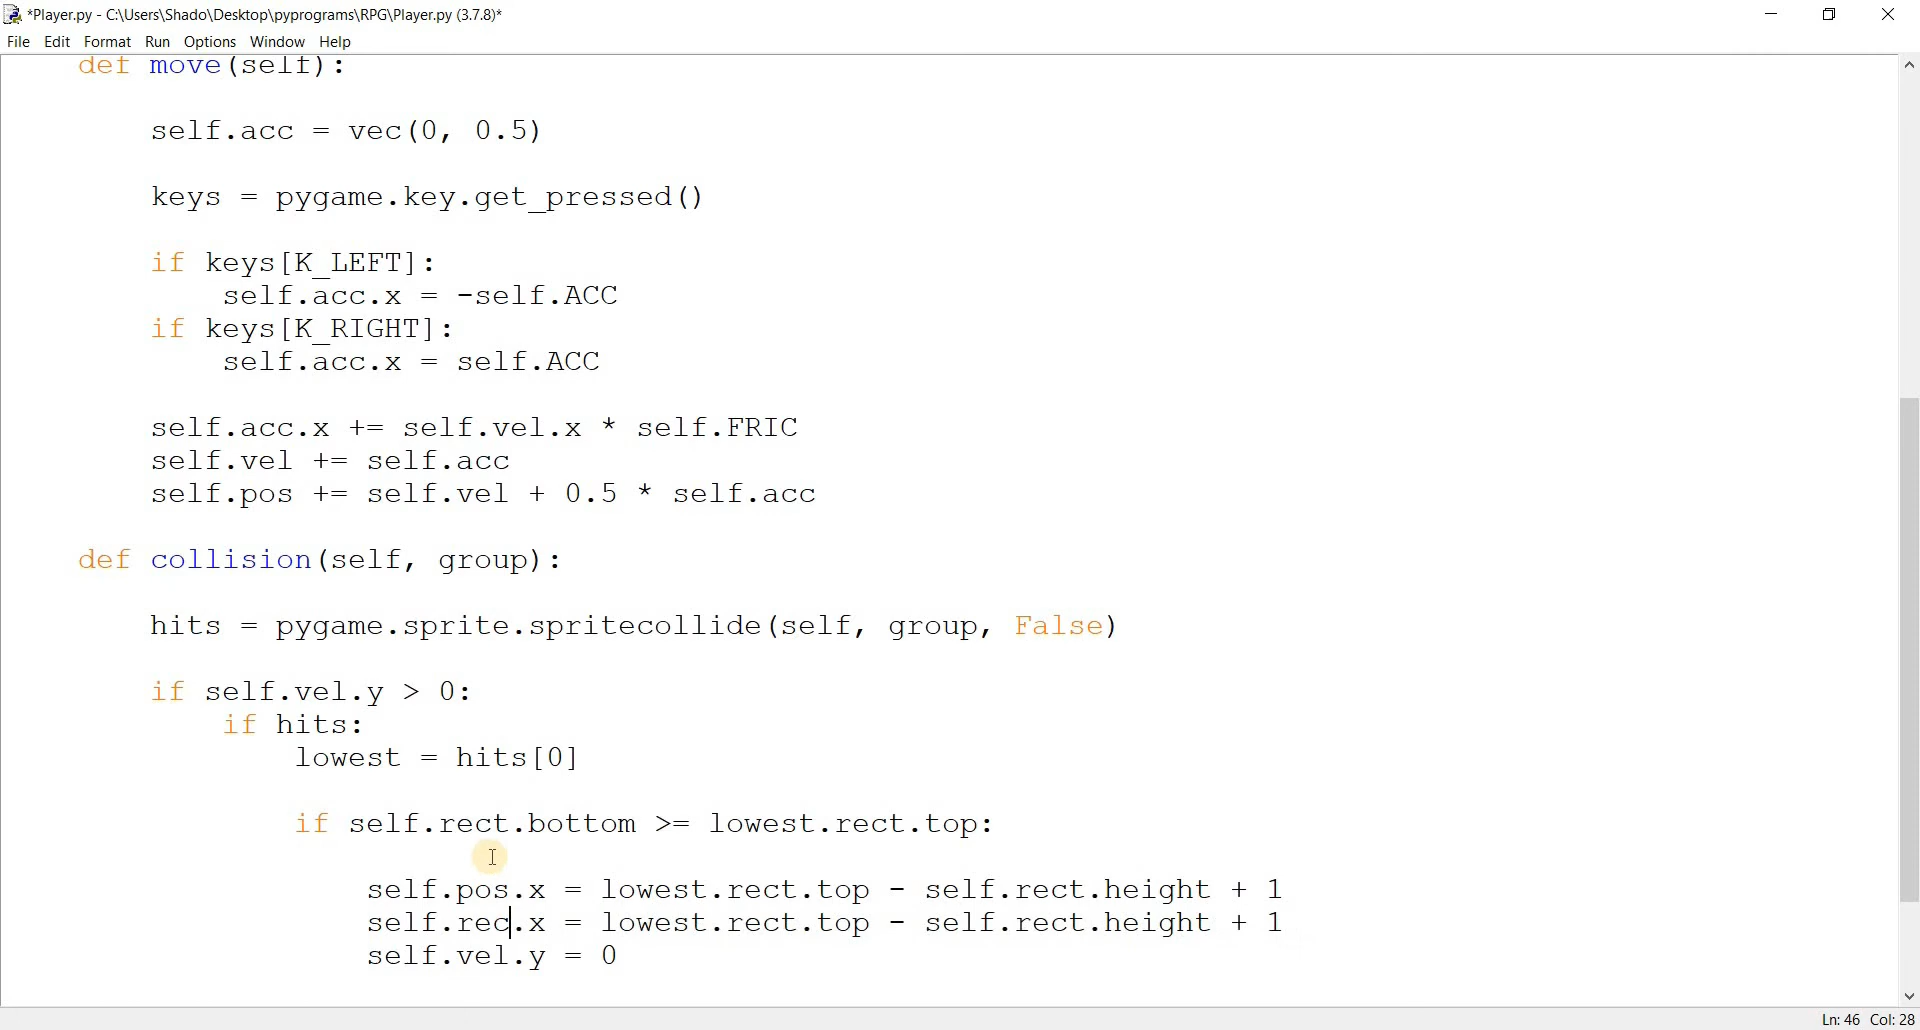 *Player.py - C:\Users\Shado\Desktop\pyprograms\RPG\Player.py (3.7.8)*
File Edit Format Run Options Window Help
def move(self):
self.acc = vec(0, 0.5)
keys = pygame.key.get_pressed()
if keys[K_LEFT]:
self.acc.x = -self.ACC
if keys[K_RIGHT]:
self.acc.x = self.ACC
self.acc.x += self.vel.x * self.FRIC
self.vel += self.acc
self.pos += self.vel + 0.5 * self.acc
def collision(self, group):
hits = pygame.sprite.spritecollide(self, group, False)
if self.vel.y > 0:
if hits:
lowest = hits[0]
if self.rect.bottom >= lowest.rect.top:
self.pos.x = lowest.rect.top - self.rect.height + 1
self.rec.x = lowest.rect.top - self.rect.height + 1
self.vel.y = 0
Ln: 46 Col: 28